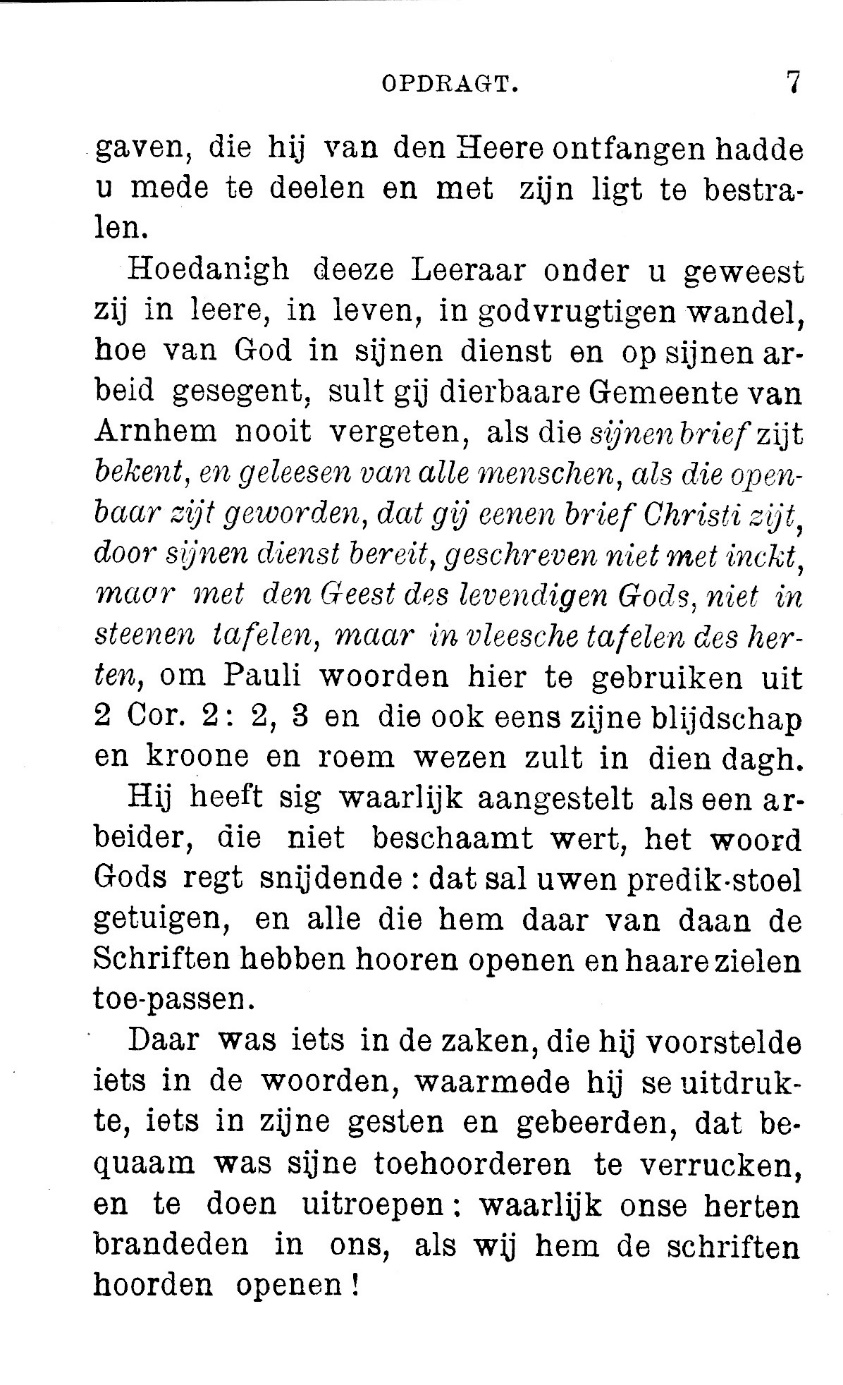 OPDRAGT. 7
gaven, die hij van den Heere ontfangen hadde
u mede te deelen en met zijn ligt te bestra-
len.
Hoedanigh deeze Leeraar onder u geweest
zij in leere, in leven, in godvrugtigen wandel,
hoe van God in sijnen dienst en op sijnen ar-
beid gesegent, sult gij dierbaare Gemeente van
Arnhem nooit vergeten, als die sijnen brief zijt
bekent, en geleesen van alle menschen, als die open-
baar zijt geworden, dat gij eenen brief Christi zijt,
door sijnen dienst bereit, geschreven niet met inckt,
maar met den Geest des levendigen Gods, niet in
steenen tafelen, maar in vleesche tafelen des her-
ten, om Pauli woorden hier te gebruiken uit
2 Cor. 2: 2, 3 en die ook eens zijne blijdschap
en kroone en roem wezen zult in dien dagh.
Hij heeft sig waarlijk aangestelt als een ar-
beider, die niet beschaamt wert, het woord
Gods regt snijdende : dat sal uwen predik-stoel
getuigen, en alle die hem daar van daan de
Schriften hebben hooren openen en haare zielen
toe-passen.
Daar was iets in de zaken, die hij voorstelde
iets in de woorden, waarmede hij se uitdruk-
te, iets in zijne gesten en gebeerden, dat be-
quaam was sijne toehoorderen te verrucken,
en te doen uitroepen : waarlijk onse herten
brandeden in ons, als wij hem de schriften
hoorden openen !